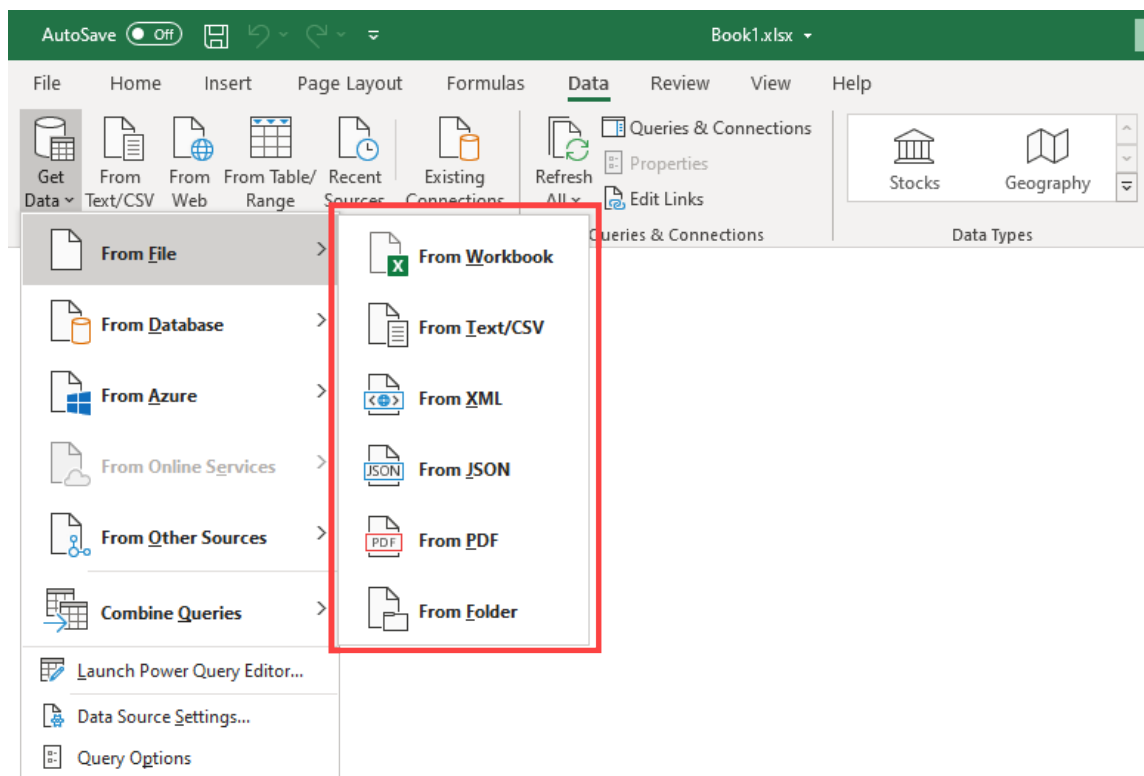 AutoSave Off Book1.xlsx
File Home Insert Page Layout Formulas Data Review View Help
Get Data From Text/CSV From Web From Table/ Range Recent Sources Existing Connections Refresh All Queries & Connections
Properties
Edit Links
Stocks Geography
Queries & Connections Data Types
From File
From Database
From Azure
From Online Services
From Other Sources
Combine Queries
Launch Power Query Editor...
Data Source Settings...
Query Options
From Workbook
From Text/CSV
From XML
JSON From JSON
PDF From PDF
From Folder